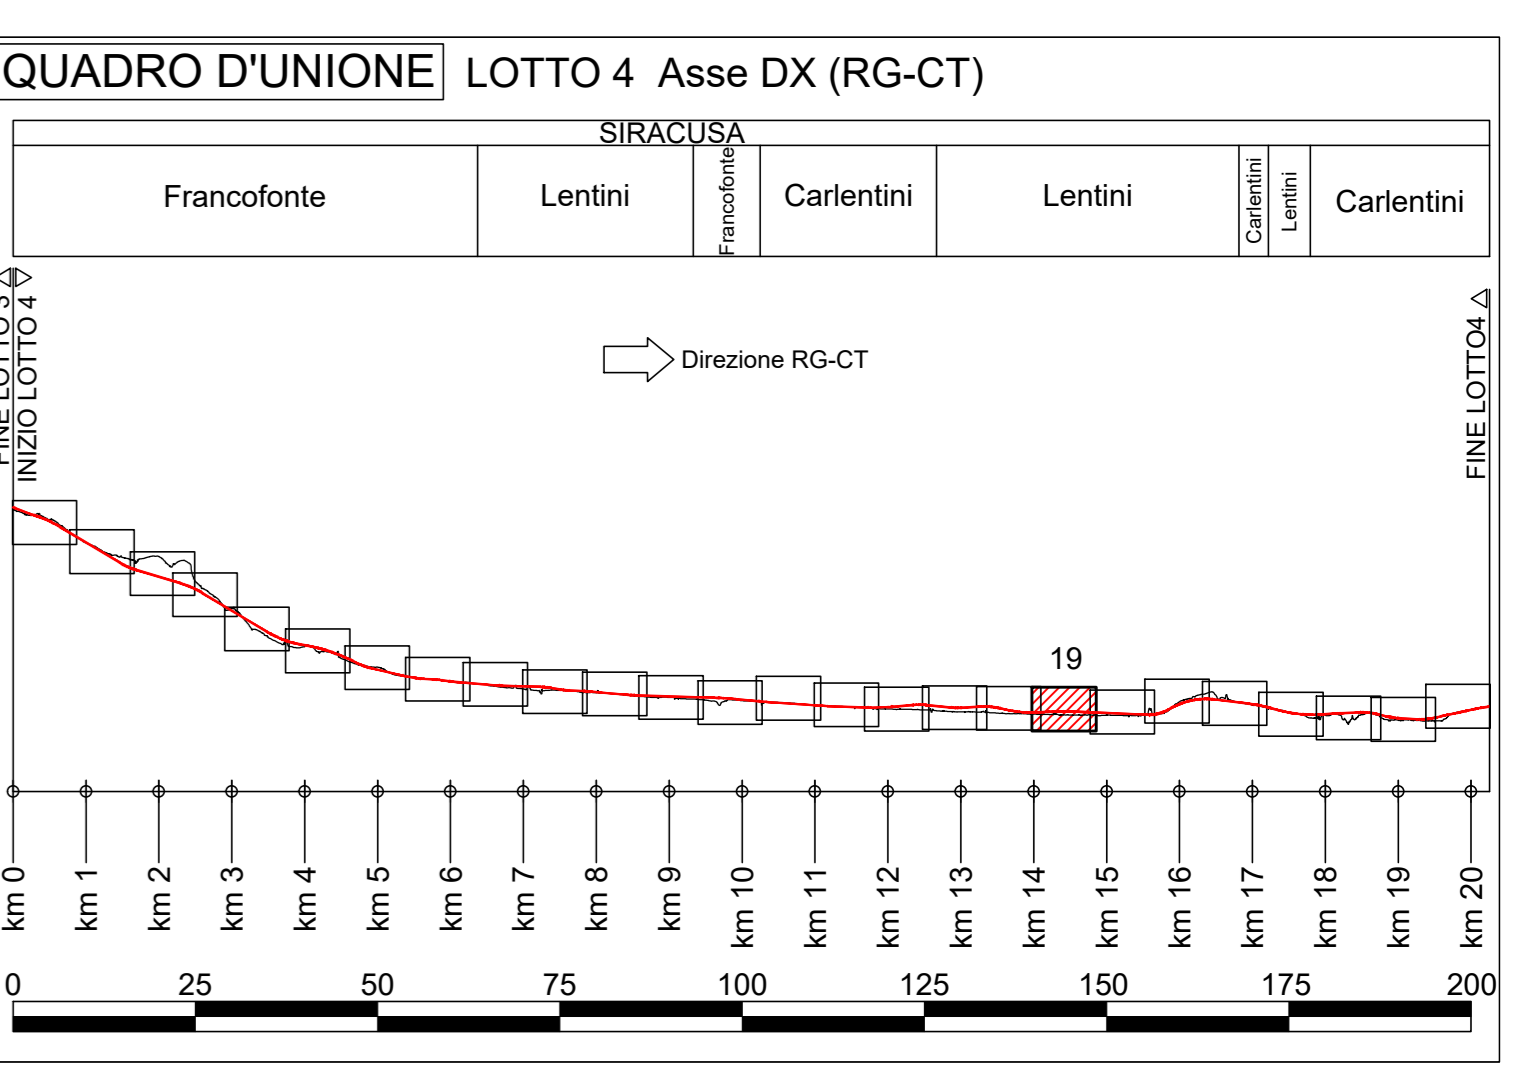 QUADRO D'UNIONE
LOTTO 4 Asse DX (RG-CT)
SIRACUSA
Francofonte
Lentini
Francofonte
Carlentini
Lentini
Carlentini
Lentini
Carlentini
FINE LOTTO 3
INIZIO LOTTO 4
Direzione RG-CT
FINE LOTTO4
19
km 0
km 1
km 2
km 3
km 4
km 5
km 6
km 7
km 8
km 9
km 10
km 11
km 12
km 13
km 14
km 15
km 16
km 17
km 18
km 19
km 20
0 25 50 75 100 125 150 175 200